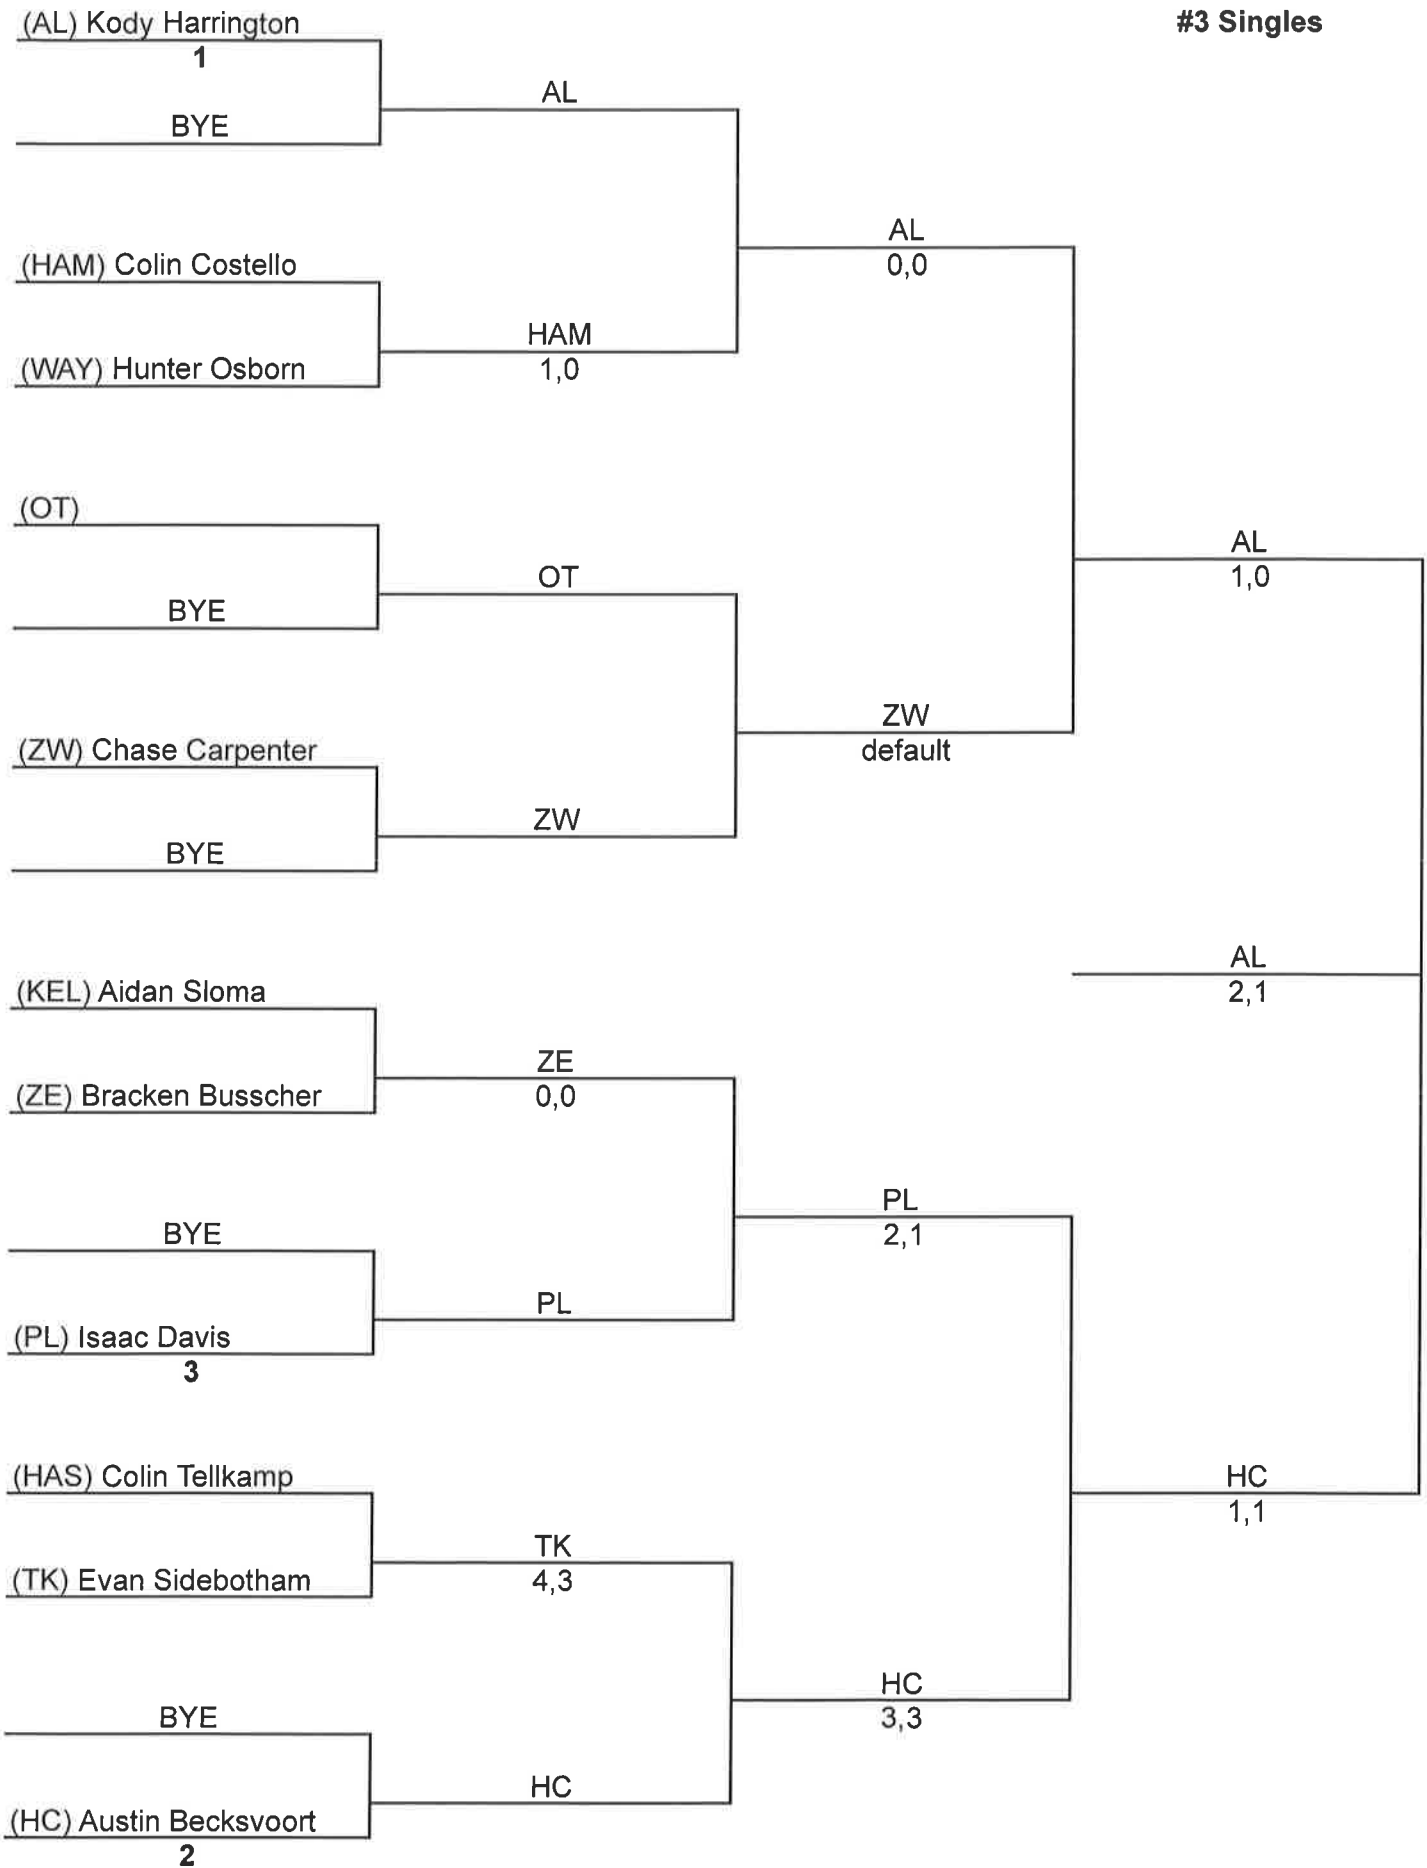 #3 Singles
(AL) Kody Harrington
1
BYE
AL
(HAM) Colin Costello
(WAY) Hunter Osborn
HAM
1,0
AL
0,0
(OT)
BYE
OT
(ZW) Chase Carpenter
BYE
ZW
ZW
default
AL
1,0
(KEL) Aidan Sloma
(ZE) Bracken Busscher
ZE
0,0
BYE
(PL) Isaac Davis
3
PL
PL
2,1
(HAS) Colin Tellkamp
(TK) Evan Sidebotham
TK
4,3
BYE
(HC) Austin Becksvoort
2
HC
HC
3,3
HC
1,1
AL
2,1